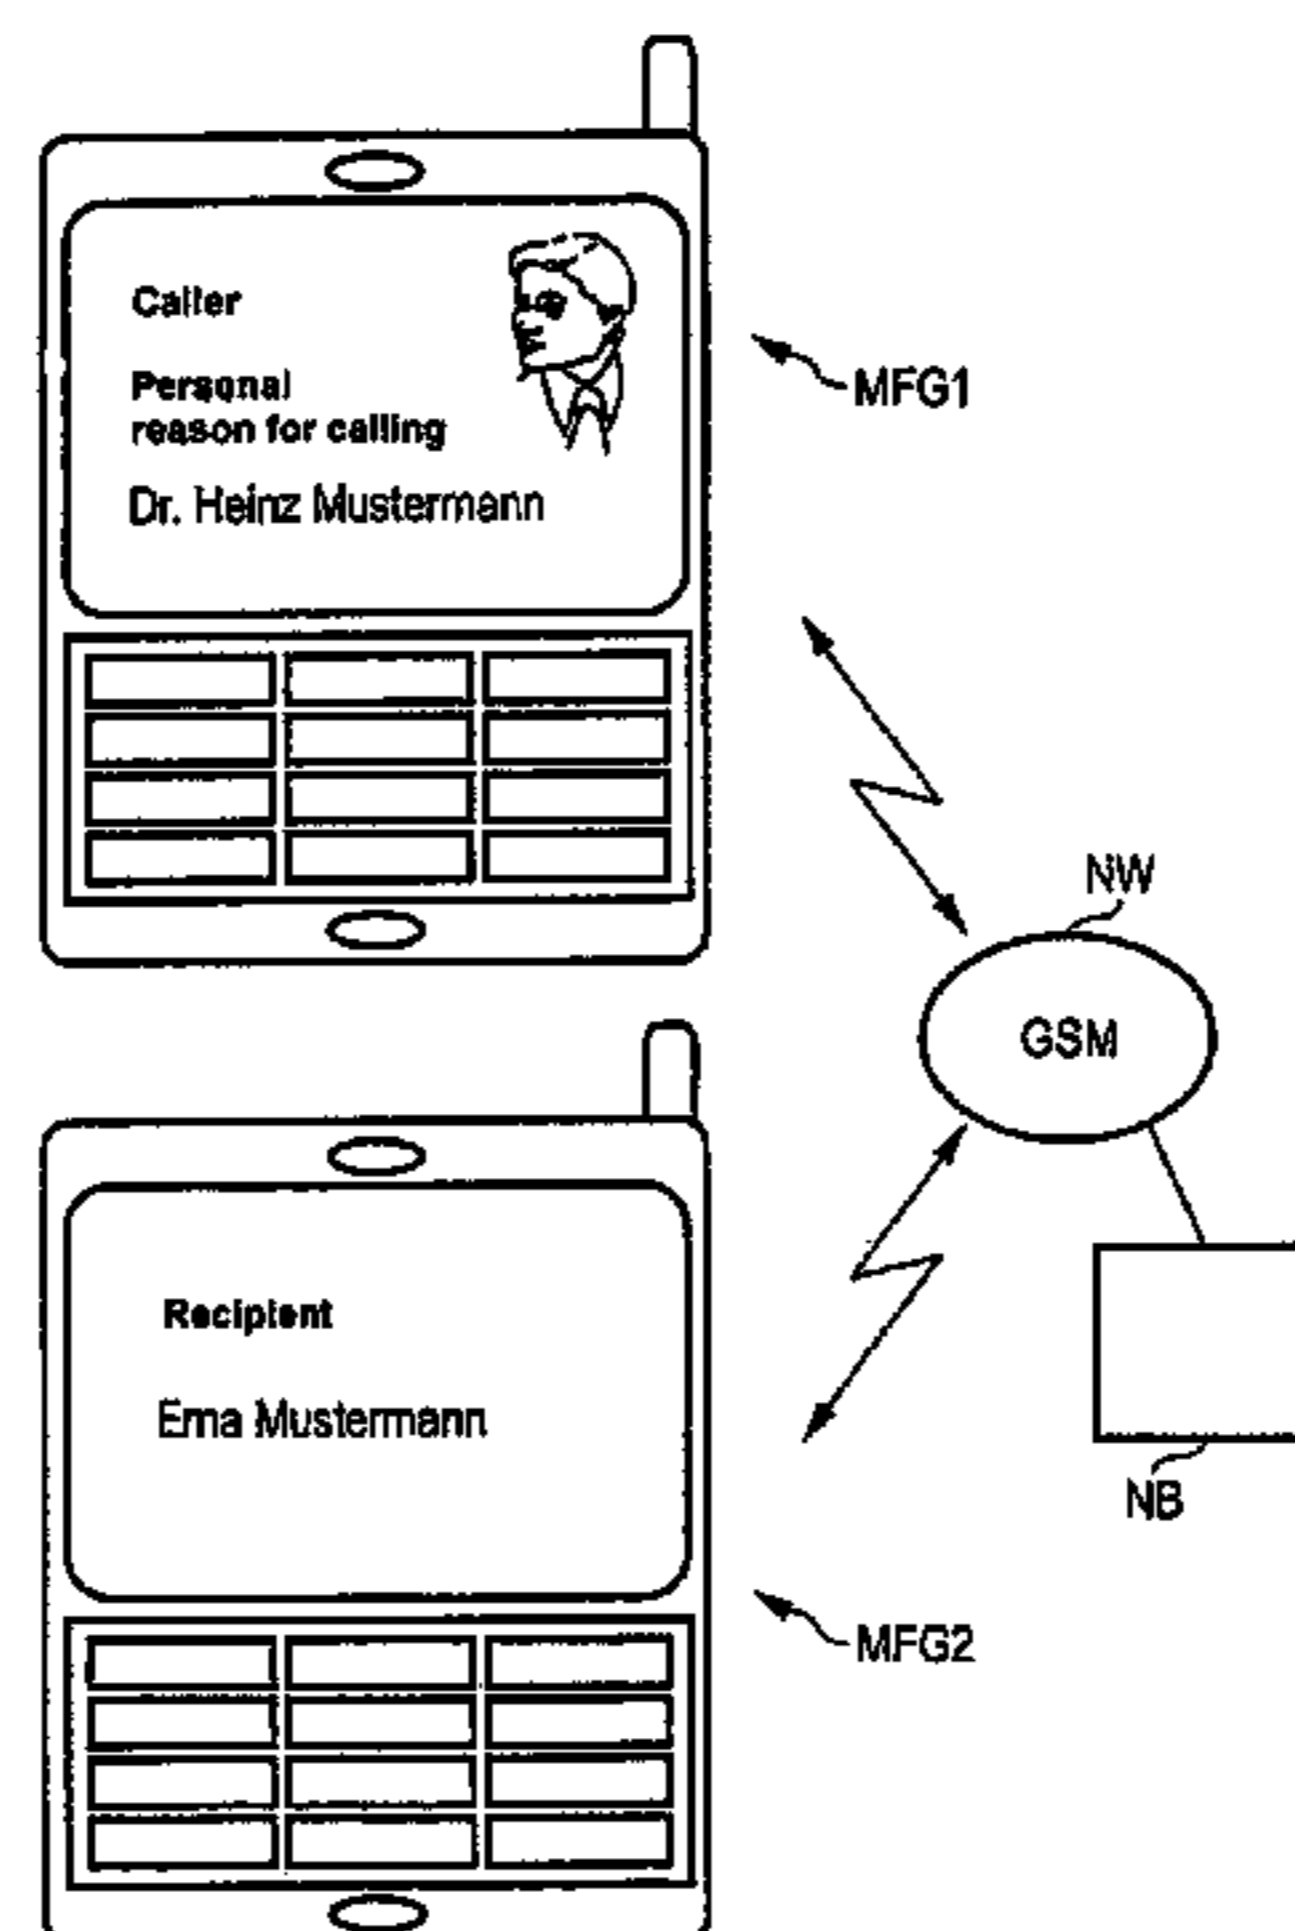 Caller
Personal
reason for calling
Dr. Heinz Mustermann
MFG1
NW
GSM
Recipient
Erna Mustermann
NB
MFG2